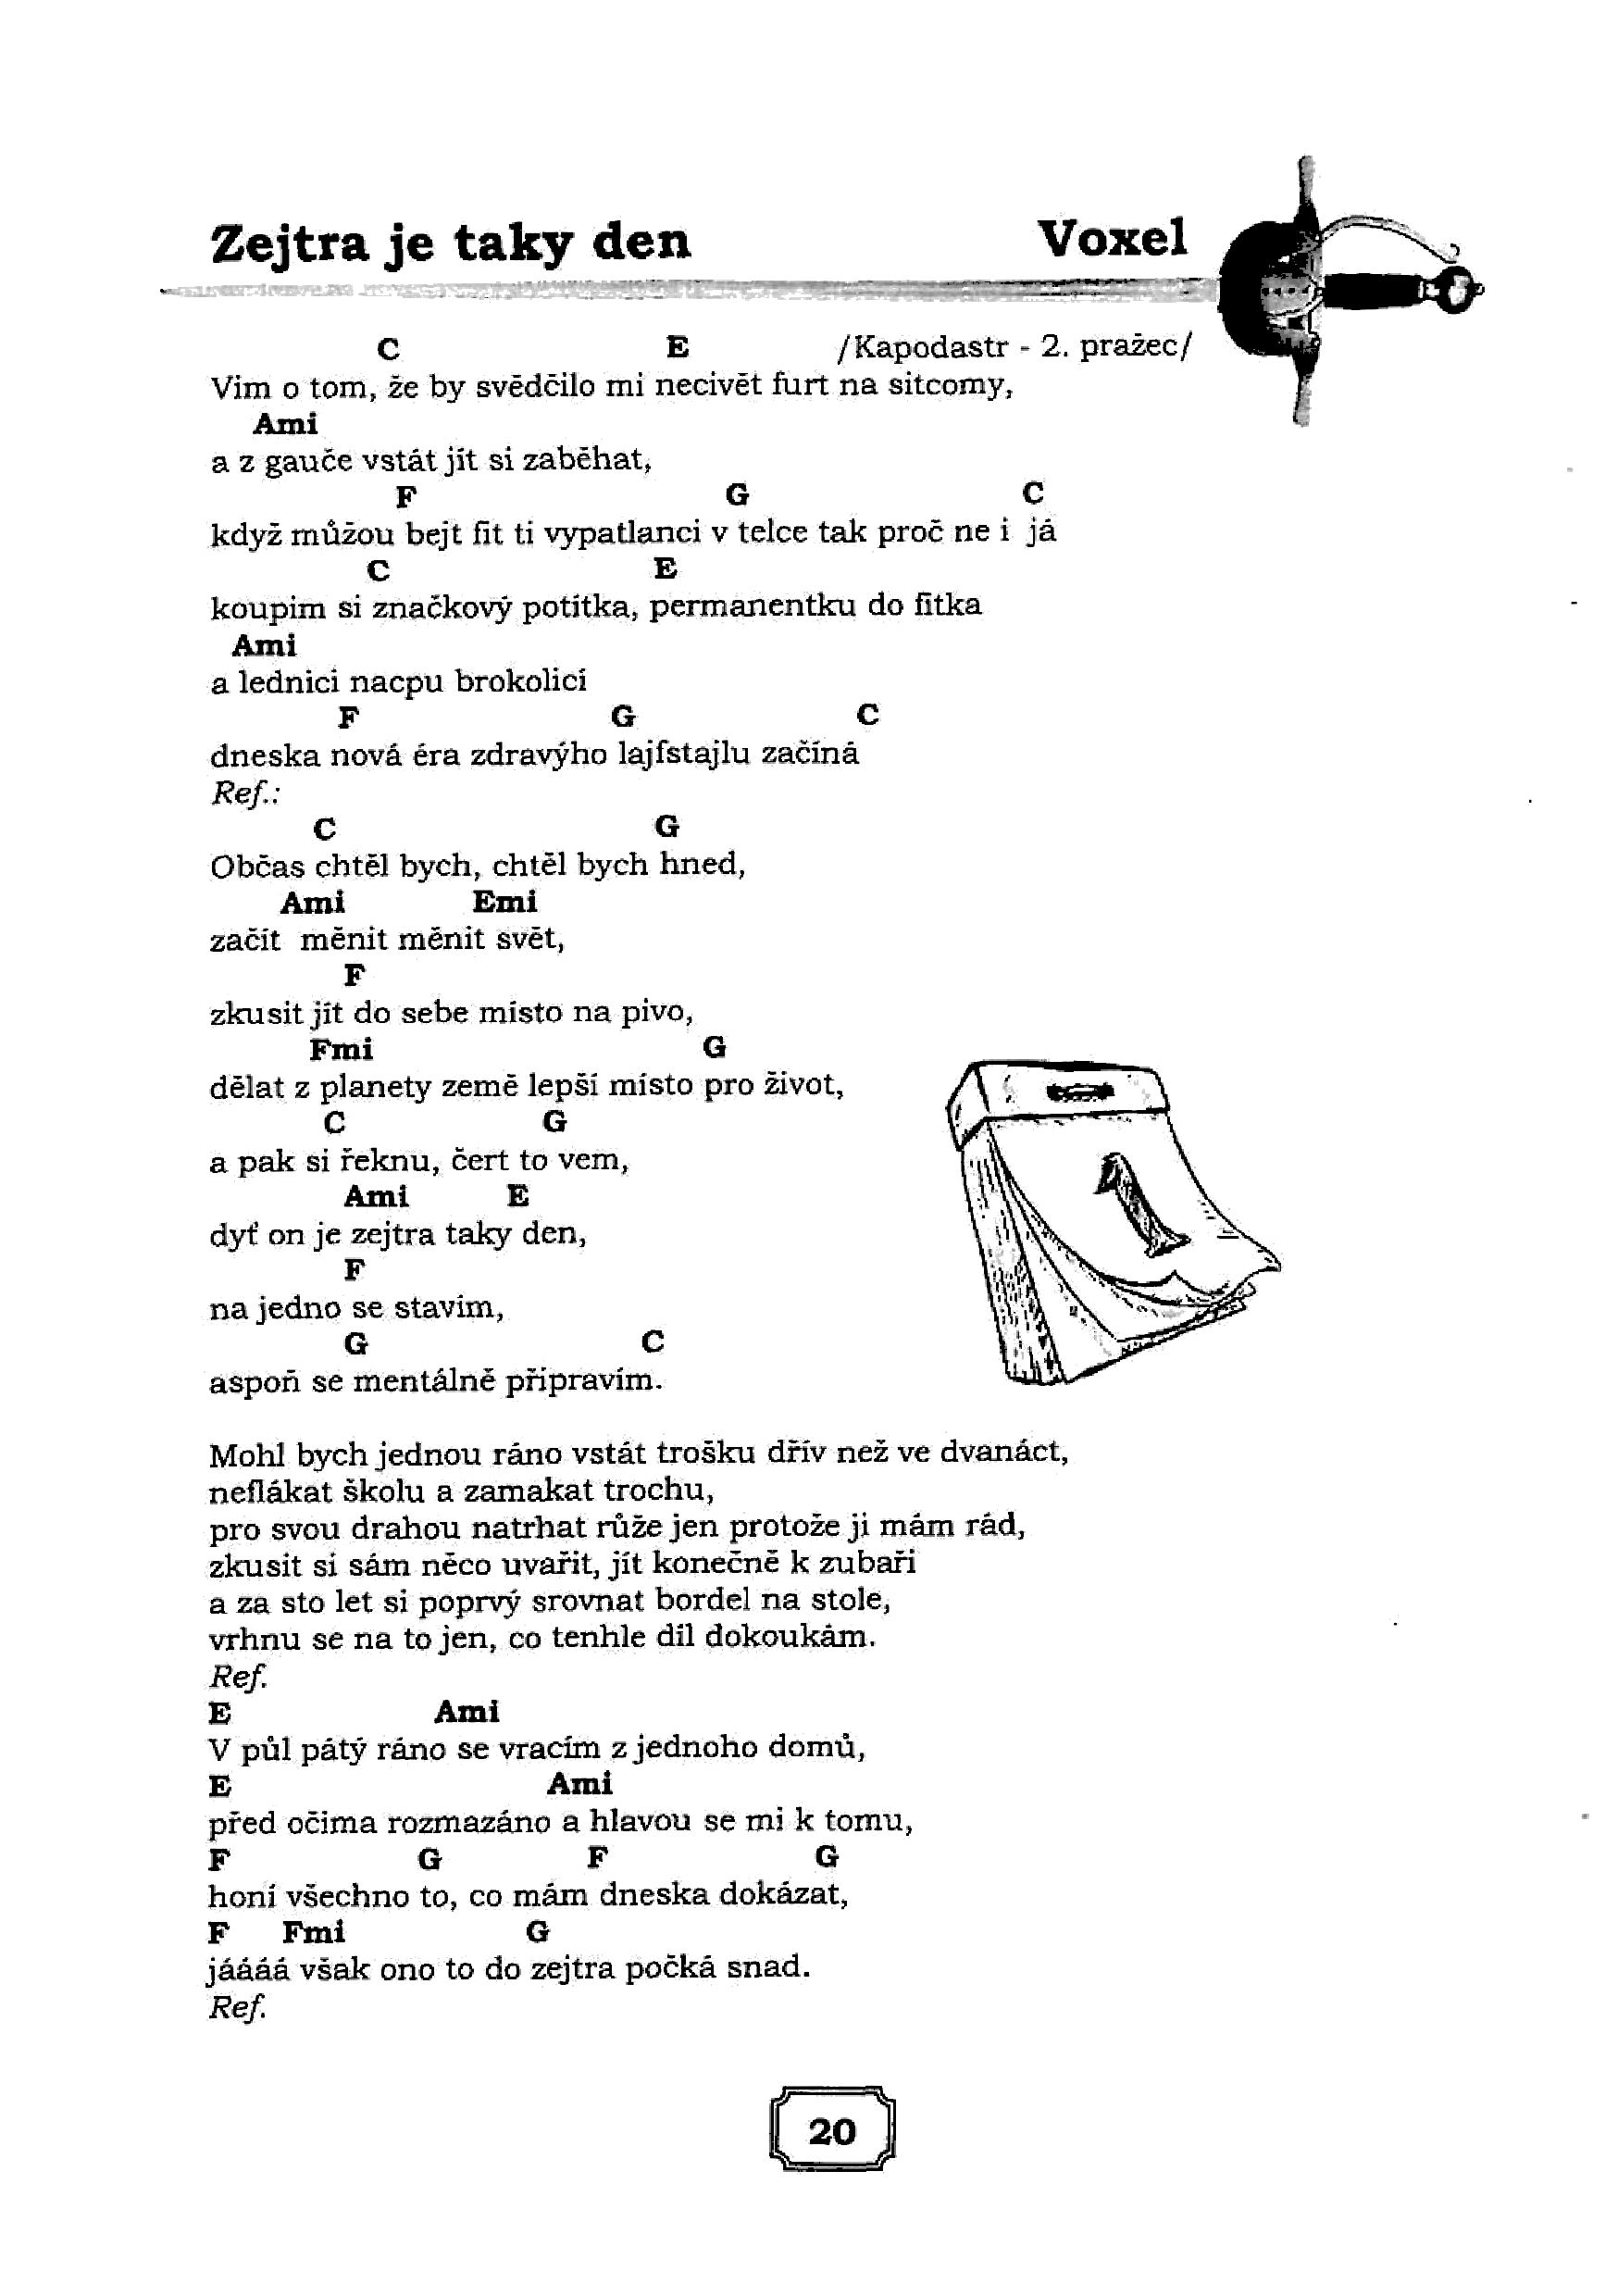 Zejtra je taky den Voxel
C E /Kapodastr - 2. pražec/
Vim o tom, že by svědčilo mi necivět furt na sitcomy,
Ami
a z gauče vstát jít si zaběhat,
F G C
když můžou bejt fit ti vypatlanci v telce tak proč ne i já
C E
koupim si značkový potítka, permanentku do fitka
Ami
a lednici nacpu brokolicí
F G C
dneska nová éra zdravýho lajfstajlu začíná
Ref.:
C G
Občas chtěl bych, chtěl bych hned,
Ami Emi
začít měnit měnit svět,
F
zkusit jít do sebe místo na pivo,
Fmi G
dělat z planety země lepší místo pro život,
C G
a pak si řeknu, čert to vem,
Ami E
dyť on je zejtra taky den,
F
na jedno se stavím,
G C
aspoň se mentálně připravím.
1
Mohl bych jednou ráno vstát trošku dřív než ve dvanáct,
neflákat školu a zamakat trochu,
pro svou drahou natrhat růže jen protože ji mám rád,
zkusit si sám něco uvařit, jít konečně k zubaři
a za sto let si poprvý srovnat bordel na stole,
vrhnu se na to jen, co tenhle díl dokoukám.
Ref.
E Ami
V půl pátý ráno se vracím z jednoho domů,
E Ami
před očima rozmazáno a hlavou se mi k tomu,
F G F G
honí všechno to, co mám dneska dokázat,
F Fmi G
jáááá však ono to do zejtra počká snad.
Ref.
20